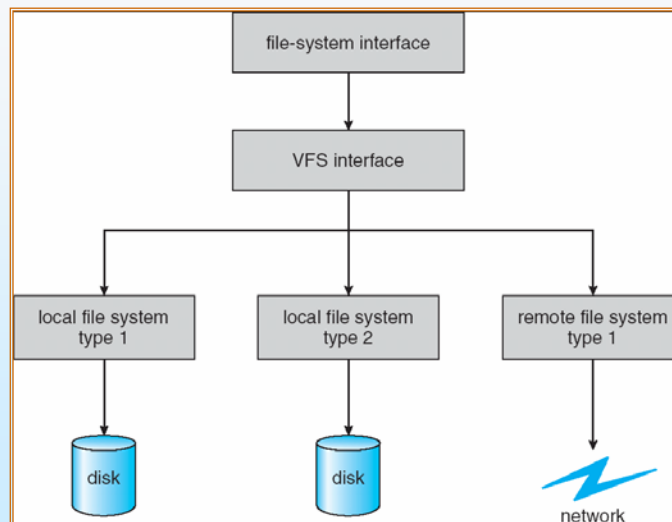 file-system interface
VFS interface
local file system
type 1
local file system
type 2
remote file system
type 1
disk
disk
network